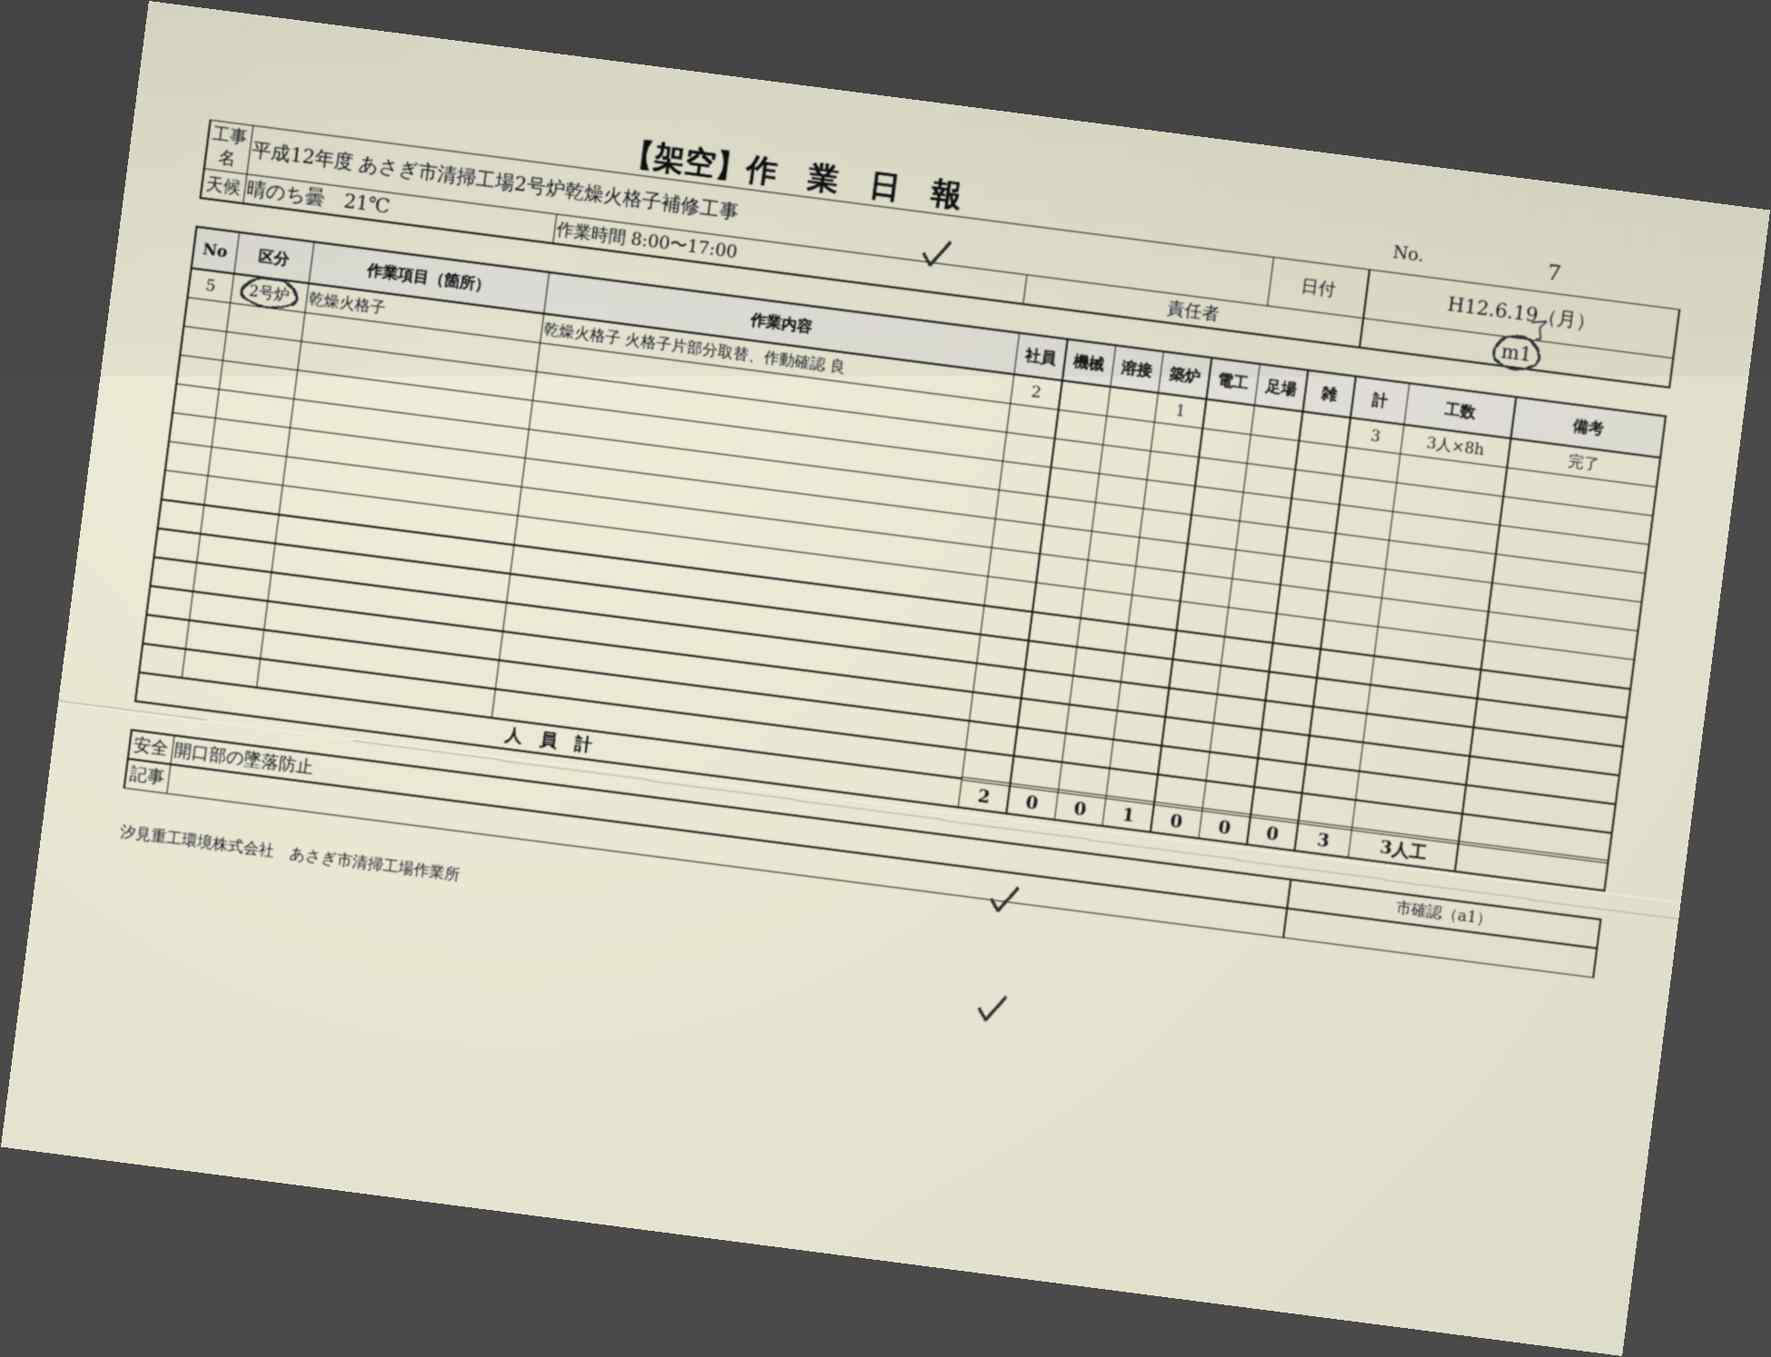 【架空】作 業 日 報
No. 7
工事名 平成12年度 あさぎ市清掃工場2号炉乾燥火格子補修工事 日付 H12.6.19（月）
天候 晴のち曇 21℃ 作業時間 8:00〜17:00 責任者 m1
No 区分 作業項目（箇所） 作業内容 社員 機械 溶接 築炉 電工 足場 雑 計 工数 備考
5 2号炉 乾燥火格子 乾燥火格子 火格子片部分取替、作動確認 良 2 1 3 3人×8h 完了
人 員 計 2 0 0 1 0 0 0 3 3人工
安全 開口部の墜落防止 市確認（a1）
記事
汐見重工環境株式会社 あさぎ市清掃工場作業所